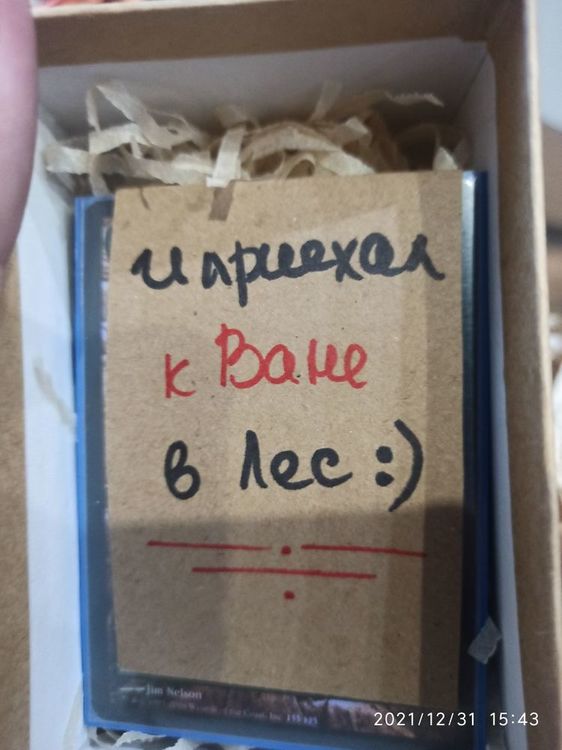 и приехал
к Ване
в лес :)
Jim Nelson
2021/12/31 15:43